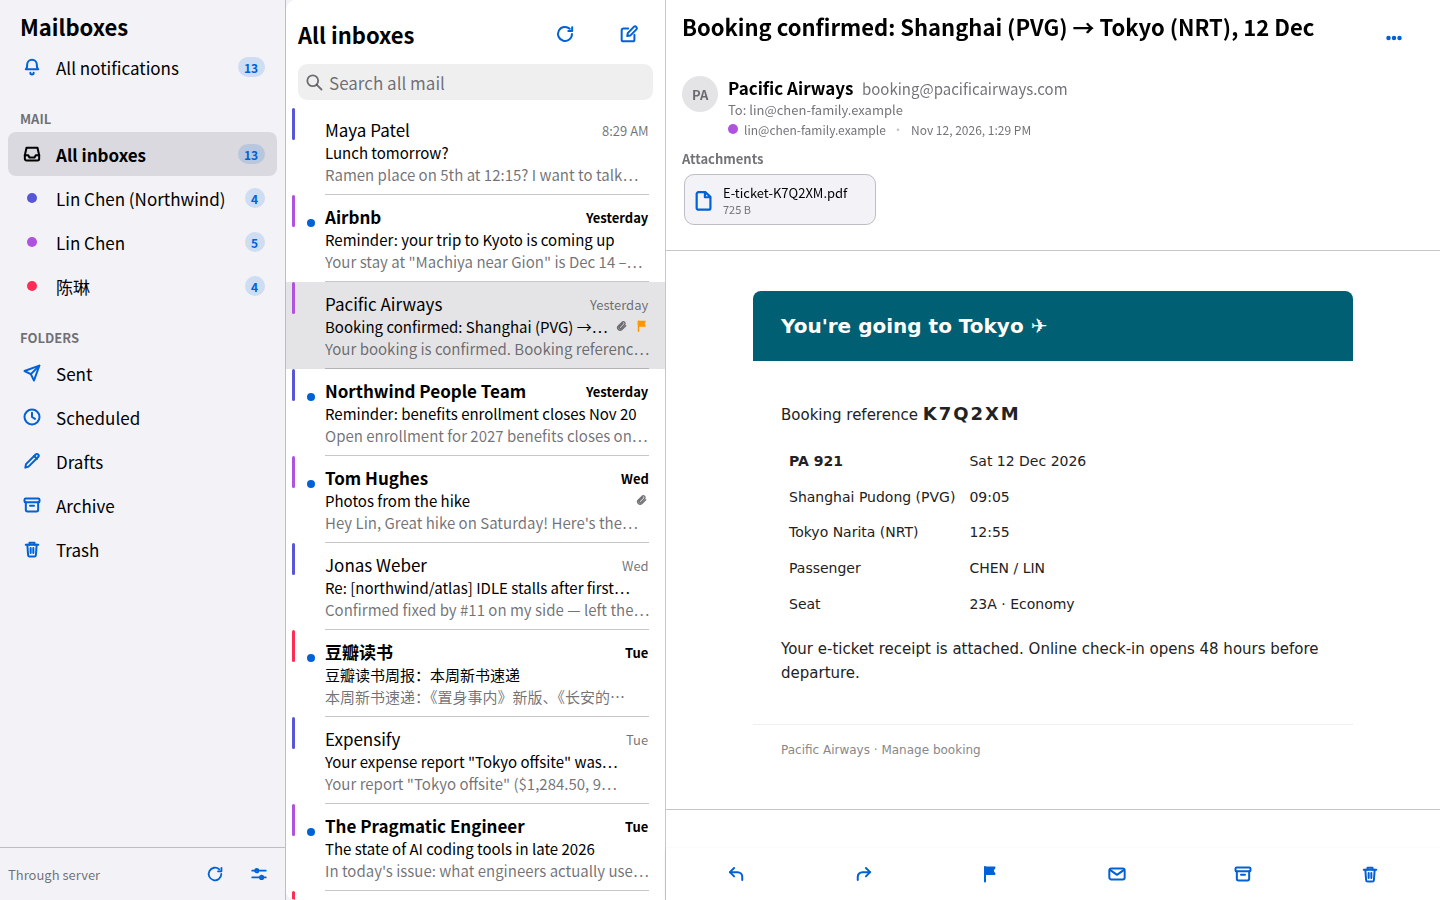 Mailboxes
All notifications
13
MAIL
All inboxes
13
Lin Chen (Northwind)
4
Lin Chen
5
陈琳
4
FOLDERS
Sent
Scheduled
Drafts
Archive
Trash
Through server
All inboxes
Search all mail
Maya Patel
8:29 AM
Lunch tomorrow?
Ramen place on 5th at 12:15? I want to talk…
Airbnb
Yesterday
Reminder: your trip to Kyoto is coming up
Your stay at "Machiya near Gion" is Dec 14 –…
Pacific Airways
Yesterday
Booking confirmed: Shanghai (PVG) →…
Your booking is confirmed. Booking referenc…
Northwind People Team
Yesterday
Reminder: benefits enrollment closes Nov 20
Open enrollment for 2027 benefits closes on…
Tom Hughes
Wed
Photos from the hike
Hey Lin, Great hike on Saturday! Here's the…
Jonas Weber
Wed
Re: [northwind/atlas] IDLE stalls after first…
Confirmed fixed by #11 on my side — left the…
豆瓣读书
Tue
豆瓣读书周报：本周新书速递
本周新书速递：《置身事内》新版、《长安的…
Expensify
Tue
Your expense report "Tokyo offsite" was…
Your report "Tokyo offsite" ($1,284.50, 9…
The Pragmatic Engineer
Tue
The state of AI coding tools in late 2026
In today's issue: what engineers actually use…
Booking confirmed: Shanghai (PVG) → Tokyo (NRT), 12 Dec
PA
Pacific Airways booking@pacificairways.com
To: lin@chen-family.example
lin@chen-family.example · Nov 12, 2026, 1:29 PM
Attachments
E-ticket-K7Q2XM.pdf
725 B
You're going to Tokyo ✈
Booking reference K7Q2XM
PA 921 Sat 12 Dec 2026
Shanghai Pudong (PVG) 09:05
Tokyo Narita (NRT) 12:55
Passenger CHEN / LIN
Seat 23A · Economy
Your e-ticket receipt is attached. Online check-in opens 48 hours before
departure.
Pacific Airways · Manage booking